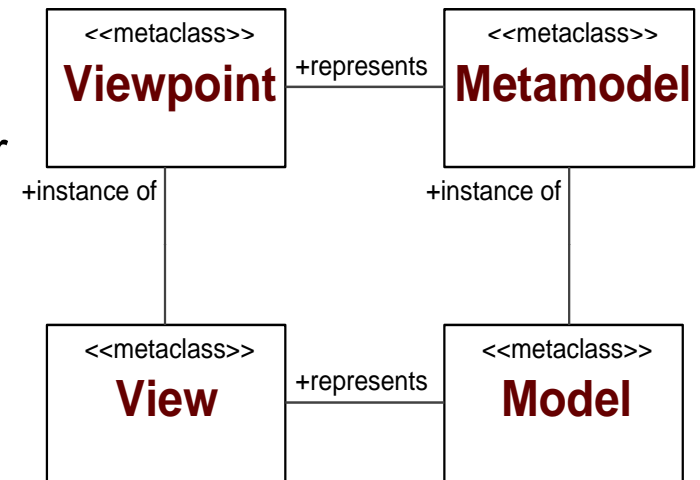 <<metaclass>>
Viewpoint
+represents
<<metaclass>>
Metamodel
r
+instance of
+instance of
<<metaclass>>
View
+represents
<<metaclass>>
Model